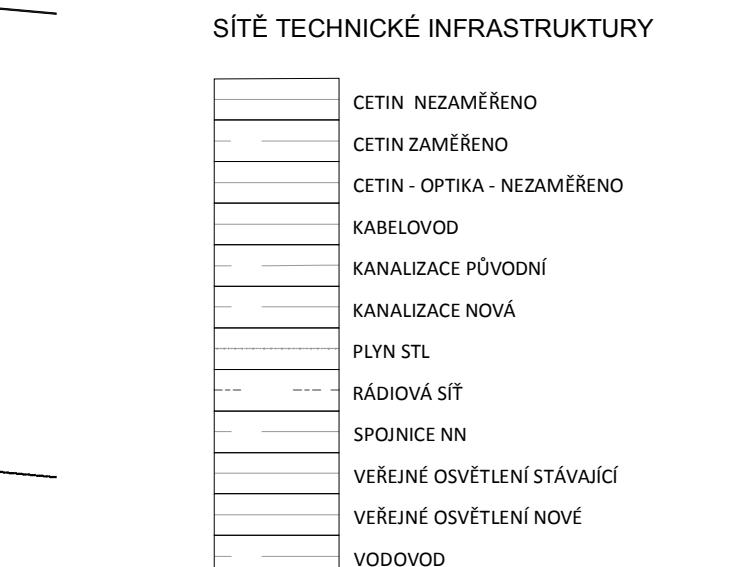 SÍTĚ TECHNICKÉ INFRASTRUKTURY
CETIN NEZAMĚŘENO
CETIN ZAMĚŘENO
CETIN - OPTIKA - NEZAMĚŘENO
KABELOVOD
KANALIZACE PŮVODNÍ
KANALIZACE NOVÁ
PLYN STL
RÁDIOVÁ SÍŤ
SPOJNICE NN
VEŘEJNÉ OSVĚTLENÍ STÁVAJÍCÍ
VEŘEJNÉ OSVĚTLENÍ NOVÉ
VODOVOD